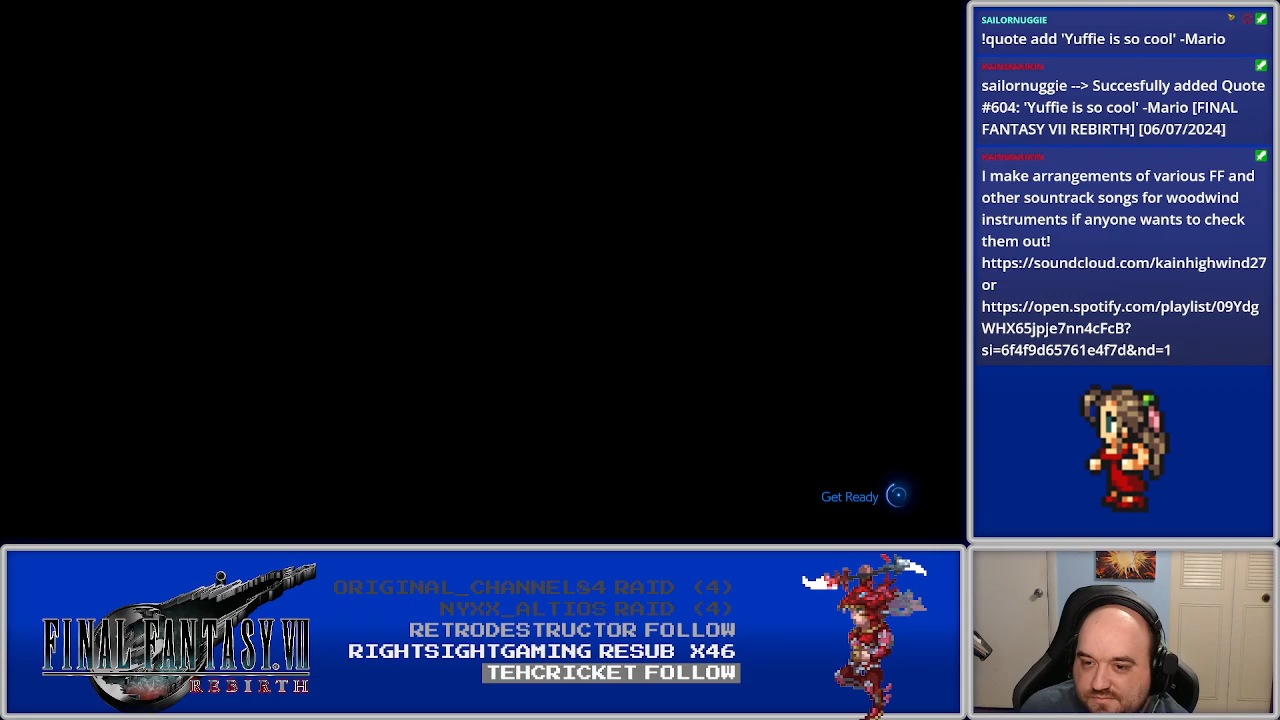 SAILORNUGGIE
!quote add 'Yuffie is so cool' -Mario
sailornuggie --> Succesfully added Quote
#604: 'Yuffie is so cool' -Mario [FINAL
FANTASY VII REBIRTH] [06/07/2024]
I make arrangements of various FF and
other sountrack songs for woodwind
instruments if anyone wants to check
them out!
https://soundcloud.com/kainhighwind27
or
https://open.spotify.com/playlist/09Ydg
WHX65jpje7nn4cFcB?
si=6f4f9d65761e4f7d&nd=1
Get Ready
FINAL FANTASY VII
REBIRTH
ORIGINAL_CHANNEL84 RAID (4)
NYXX_ALTIOS RAID (4)
RETRODESTRUCTOR FOLLOW
RIGHTSIGHTGAMING RESUB X46
TEHCRICKET FOLLOW